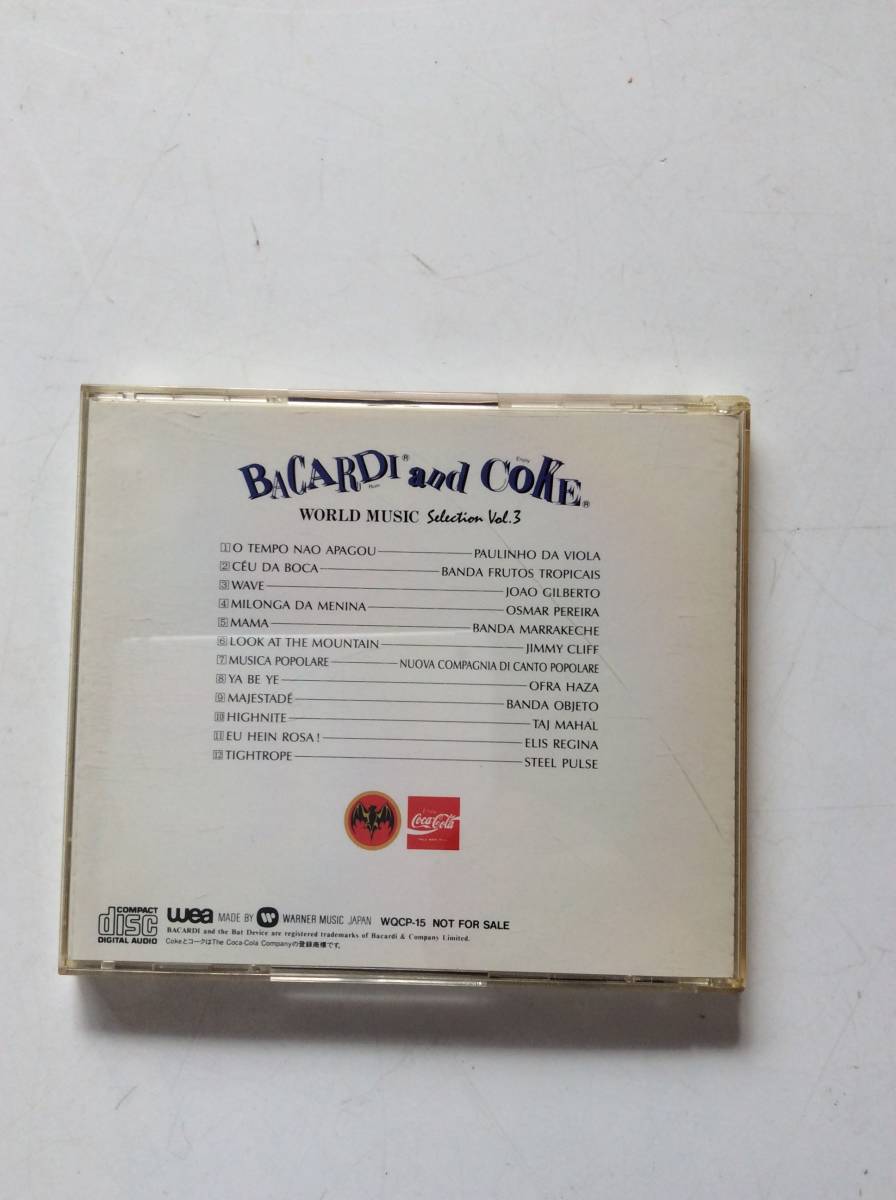 BACARDI® and COKE®
WORLD MUSIC Selection Vol.3
1 O TEMPO NAO APAGOU PAULINHO DA VIOLA
2 CÉU DA BOCA BANDA FRUTOS TROPICAIS
3 WAVE JOAO GILBERTO
4 MILONGA DA MENINA OSMAR PEREIRA
5 MAMA BANDA MARRAKECHE
6 LOOK AT THE MOUNTAIN JIMMY CLIFF
7 MUSICA POPOLARE NUOVA COMPAGNIA DI CANTO POPOLARE
8 YA BE YE OFRA HAZA
9 MAJESTADÉ BANDA OBJETO
10 HIGHNITE TAJ MAHAL
11 EU HEIN ROSA! ELIS REGINA
12 TIGHTROPE STEEL PULSE
Enjoy
Coca-Cola
COMPACT
disc
DIGITAL AUDIO
wea MADE BY WARNER MUSIC JAPAN WQCP-15 NOT FOR SALE
BACARDI and the Bat Device are registered trademarks of Bacardi & Company Limited.
CokeとコークはThe Coca-Cola Companyの登録商標です。